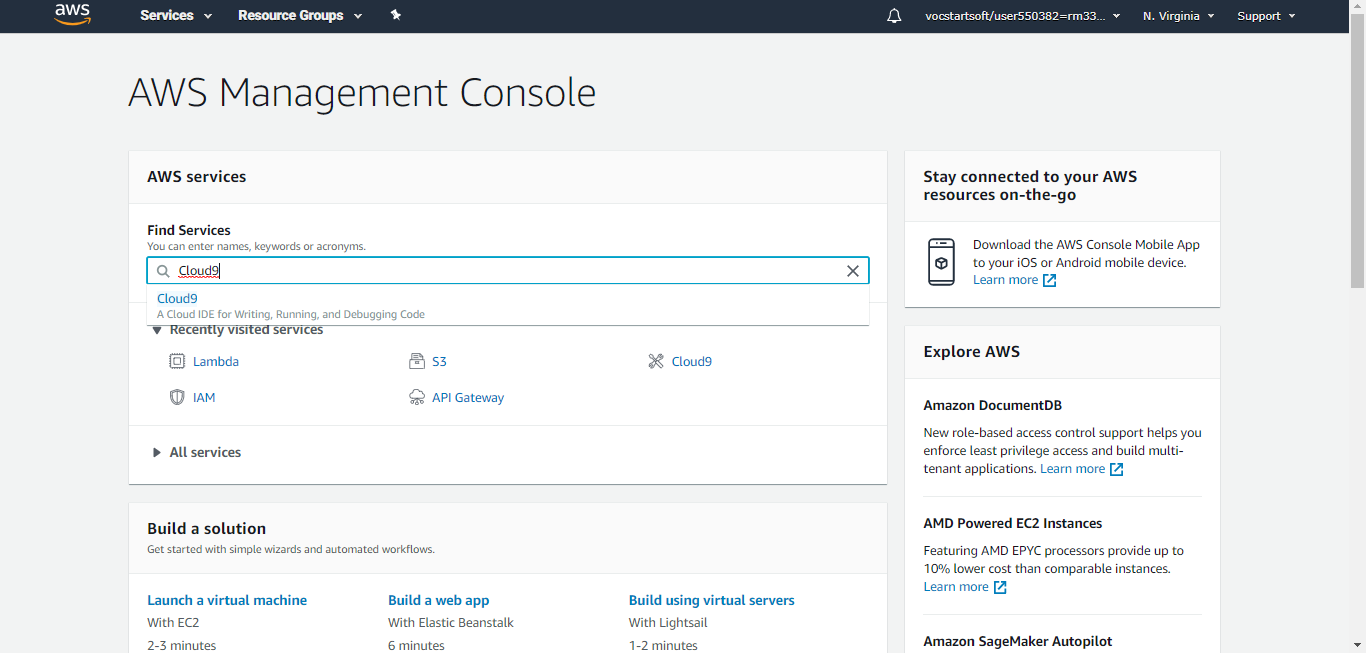 aws
Services
Resource Groups
vocstartsoft/user550382=rm33...
N. Virginia
Support
AWS Management Console
AWS services
Find Services
You can enter names, keywords or acronyms.
Cloud9
Cloud9
A Cloud IDE for Writing, Running, and Debugging Code
Recently visited services
Lambda
S3
Cloud9
IAM
API Gateway
All services
Build a solution
Get started with simple wizards and automated workflows.
Launch a virtual machine
With EC2
2-3 minutes
Build a web app
With Elastic Beanstalk
6 minutes
Build using virtual servers
With Lightsail
1-2 minutes
Stay connected to your AWS
resources on-the-go
Download the AWS Console Mobile App
to your iOS or Android mobile device.
Learn more
Explore AWS
Amazon DocumentDB
New role-based access control support helps you
enforce least privilege access and build multi-
tenant applications. Learn more
AMD Powered EC2 Instances
Featuring AMD EPYC processors provide up to
10% lower cost than comparable instances.
Learn more
Amazon SageMaker Autopilot